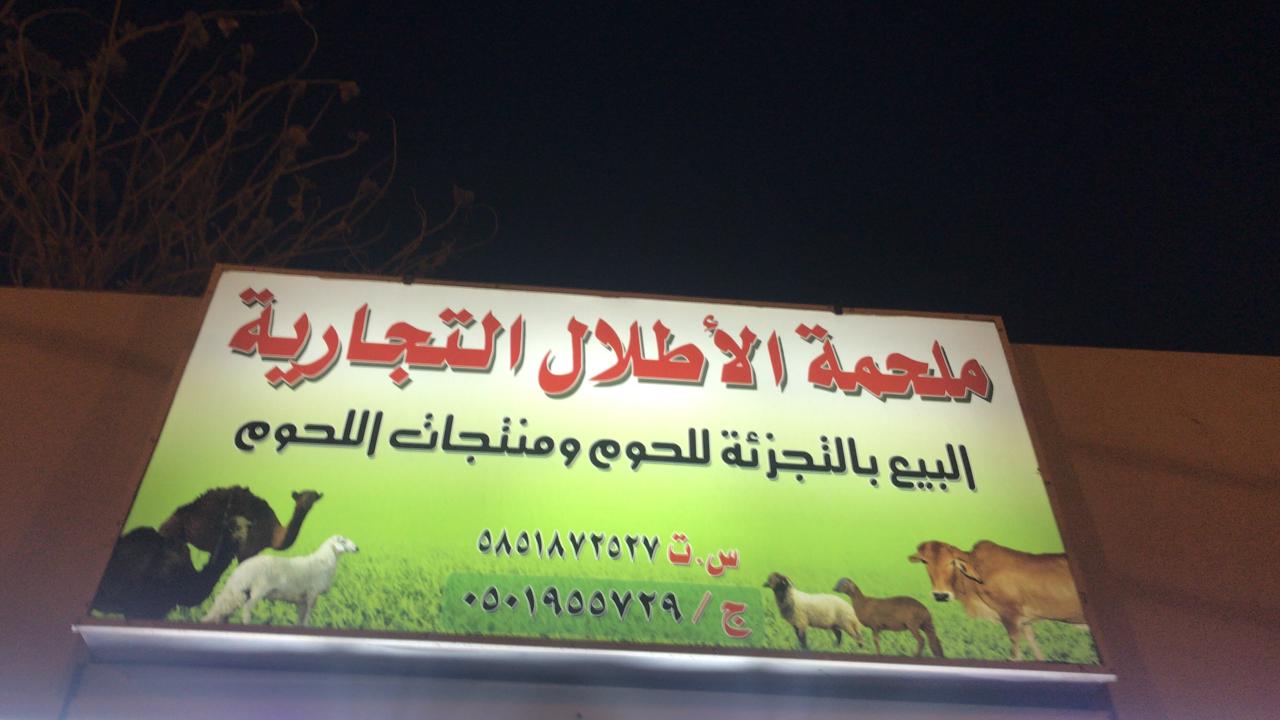 ملحمة الأطلال التجارية
البيع بالتجزئة للحوم ومنتجات اللحوم
س.ت ٥٨٥١٨٧٢٥٢٧
ج / ٠٥٠١٩٥٥٧٢٩